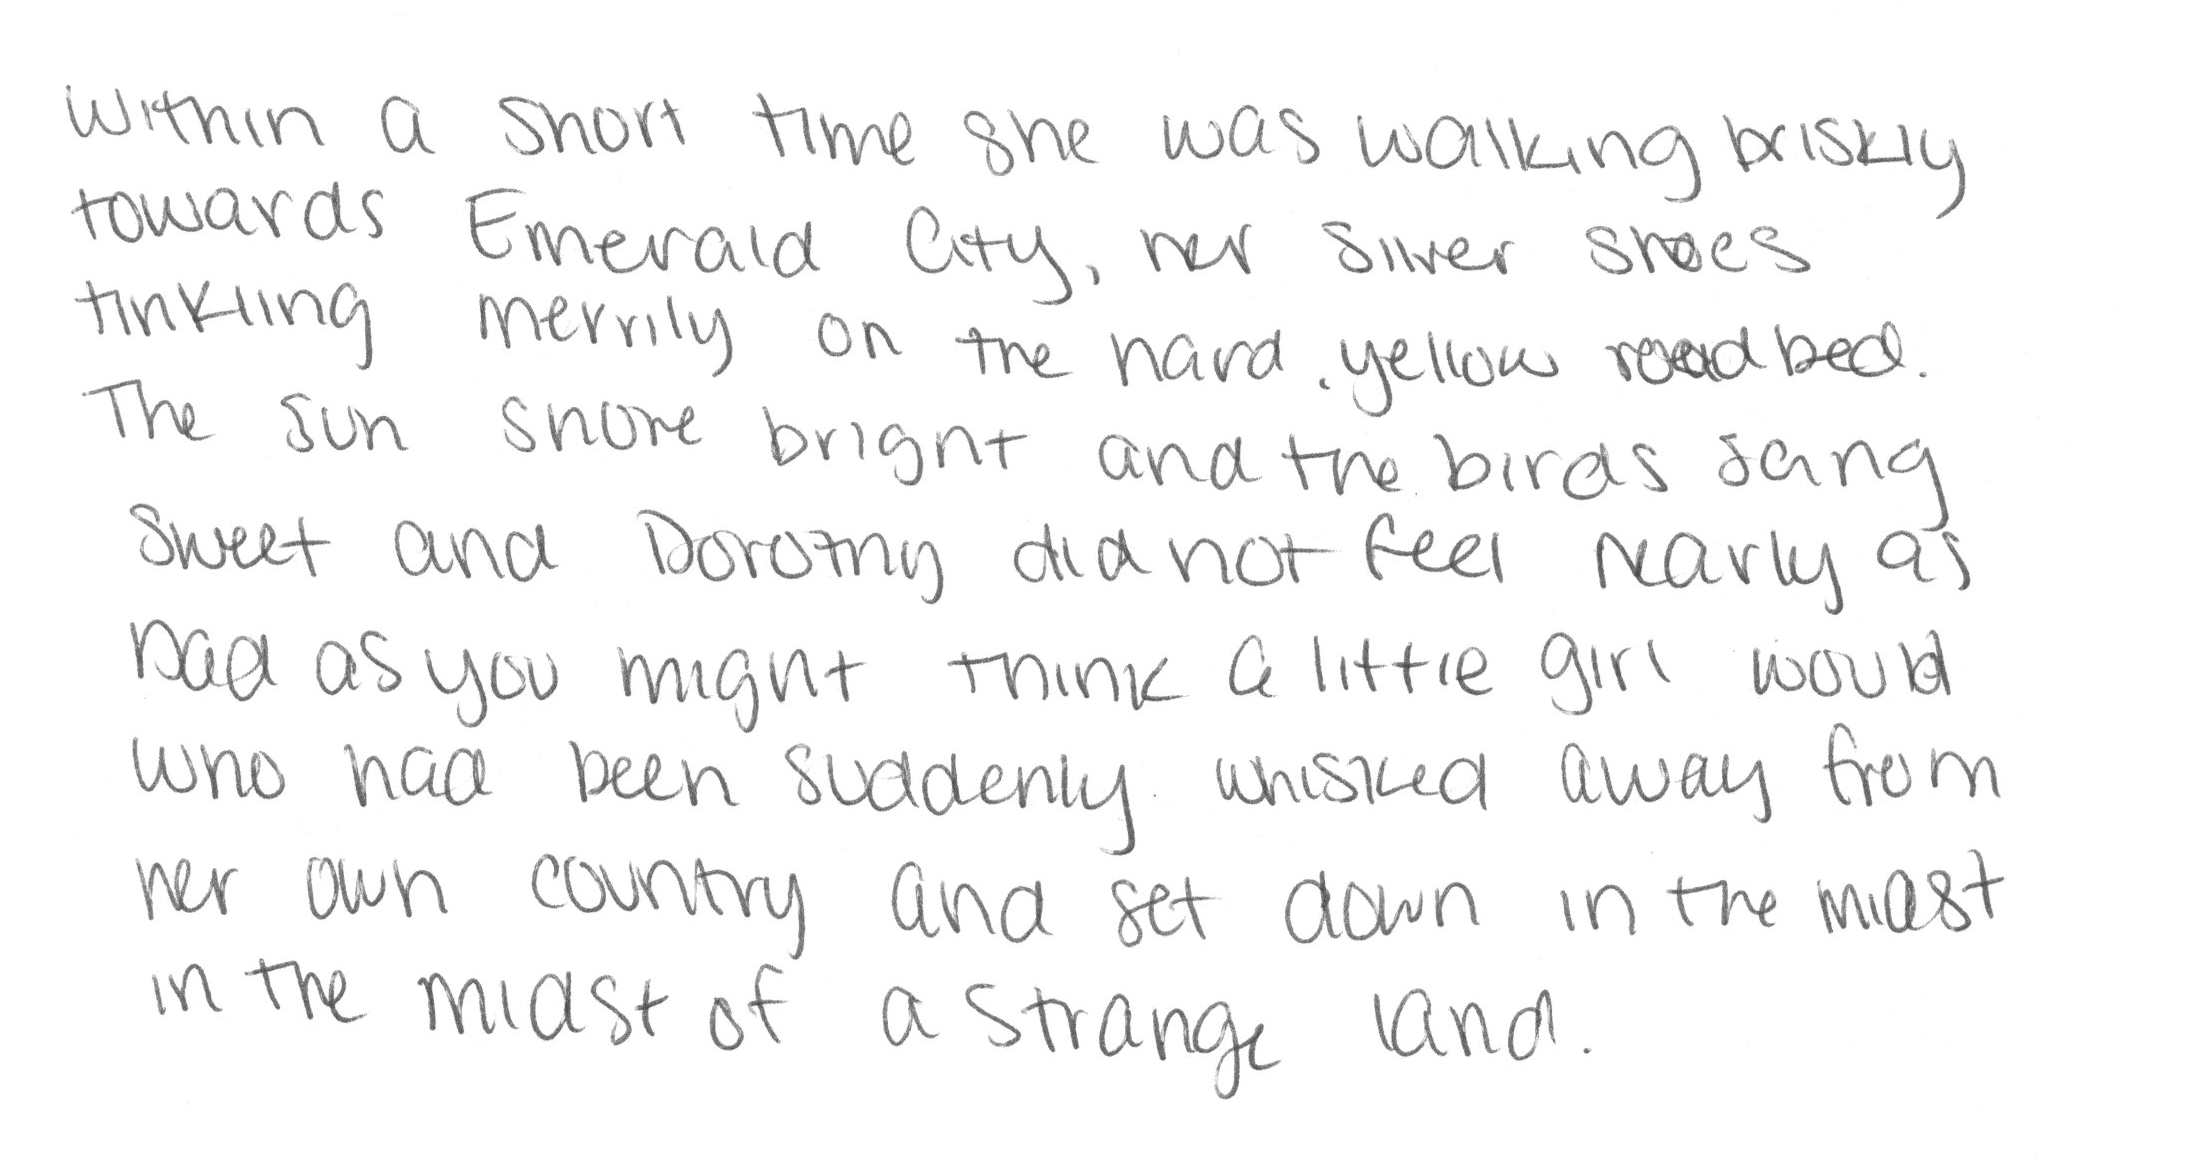 Within a short time she was walking briskly
towards Emerald City, her silver shoes
tinkling merrily on the hard, yellow road bed.
The sun shone bright and the birds sang
sweet and Dorothy did not feel nearly as
bad as you might think a little girl would
who had been suddenly whisked away from
her own country and set down in the midst
in the midst of a strange land.